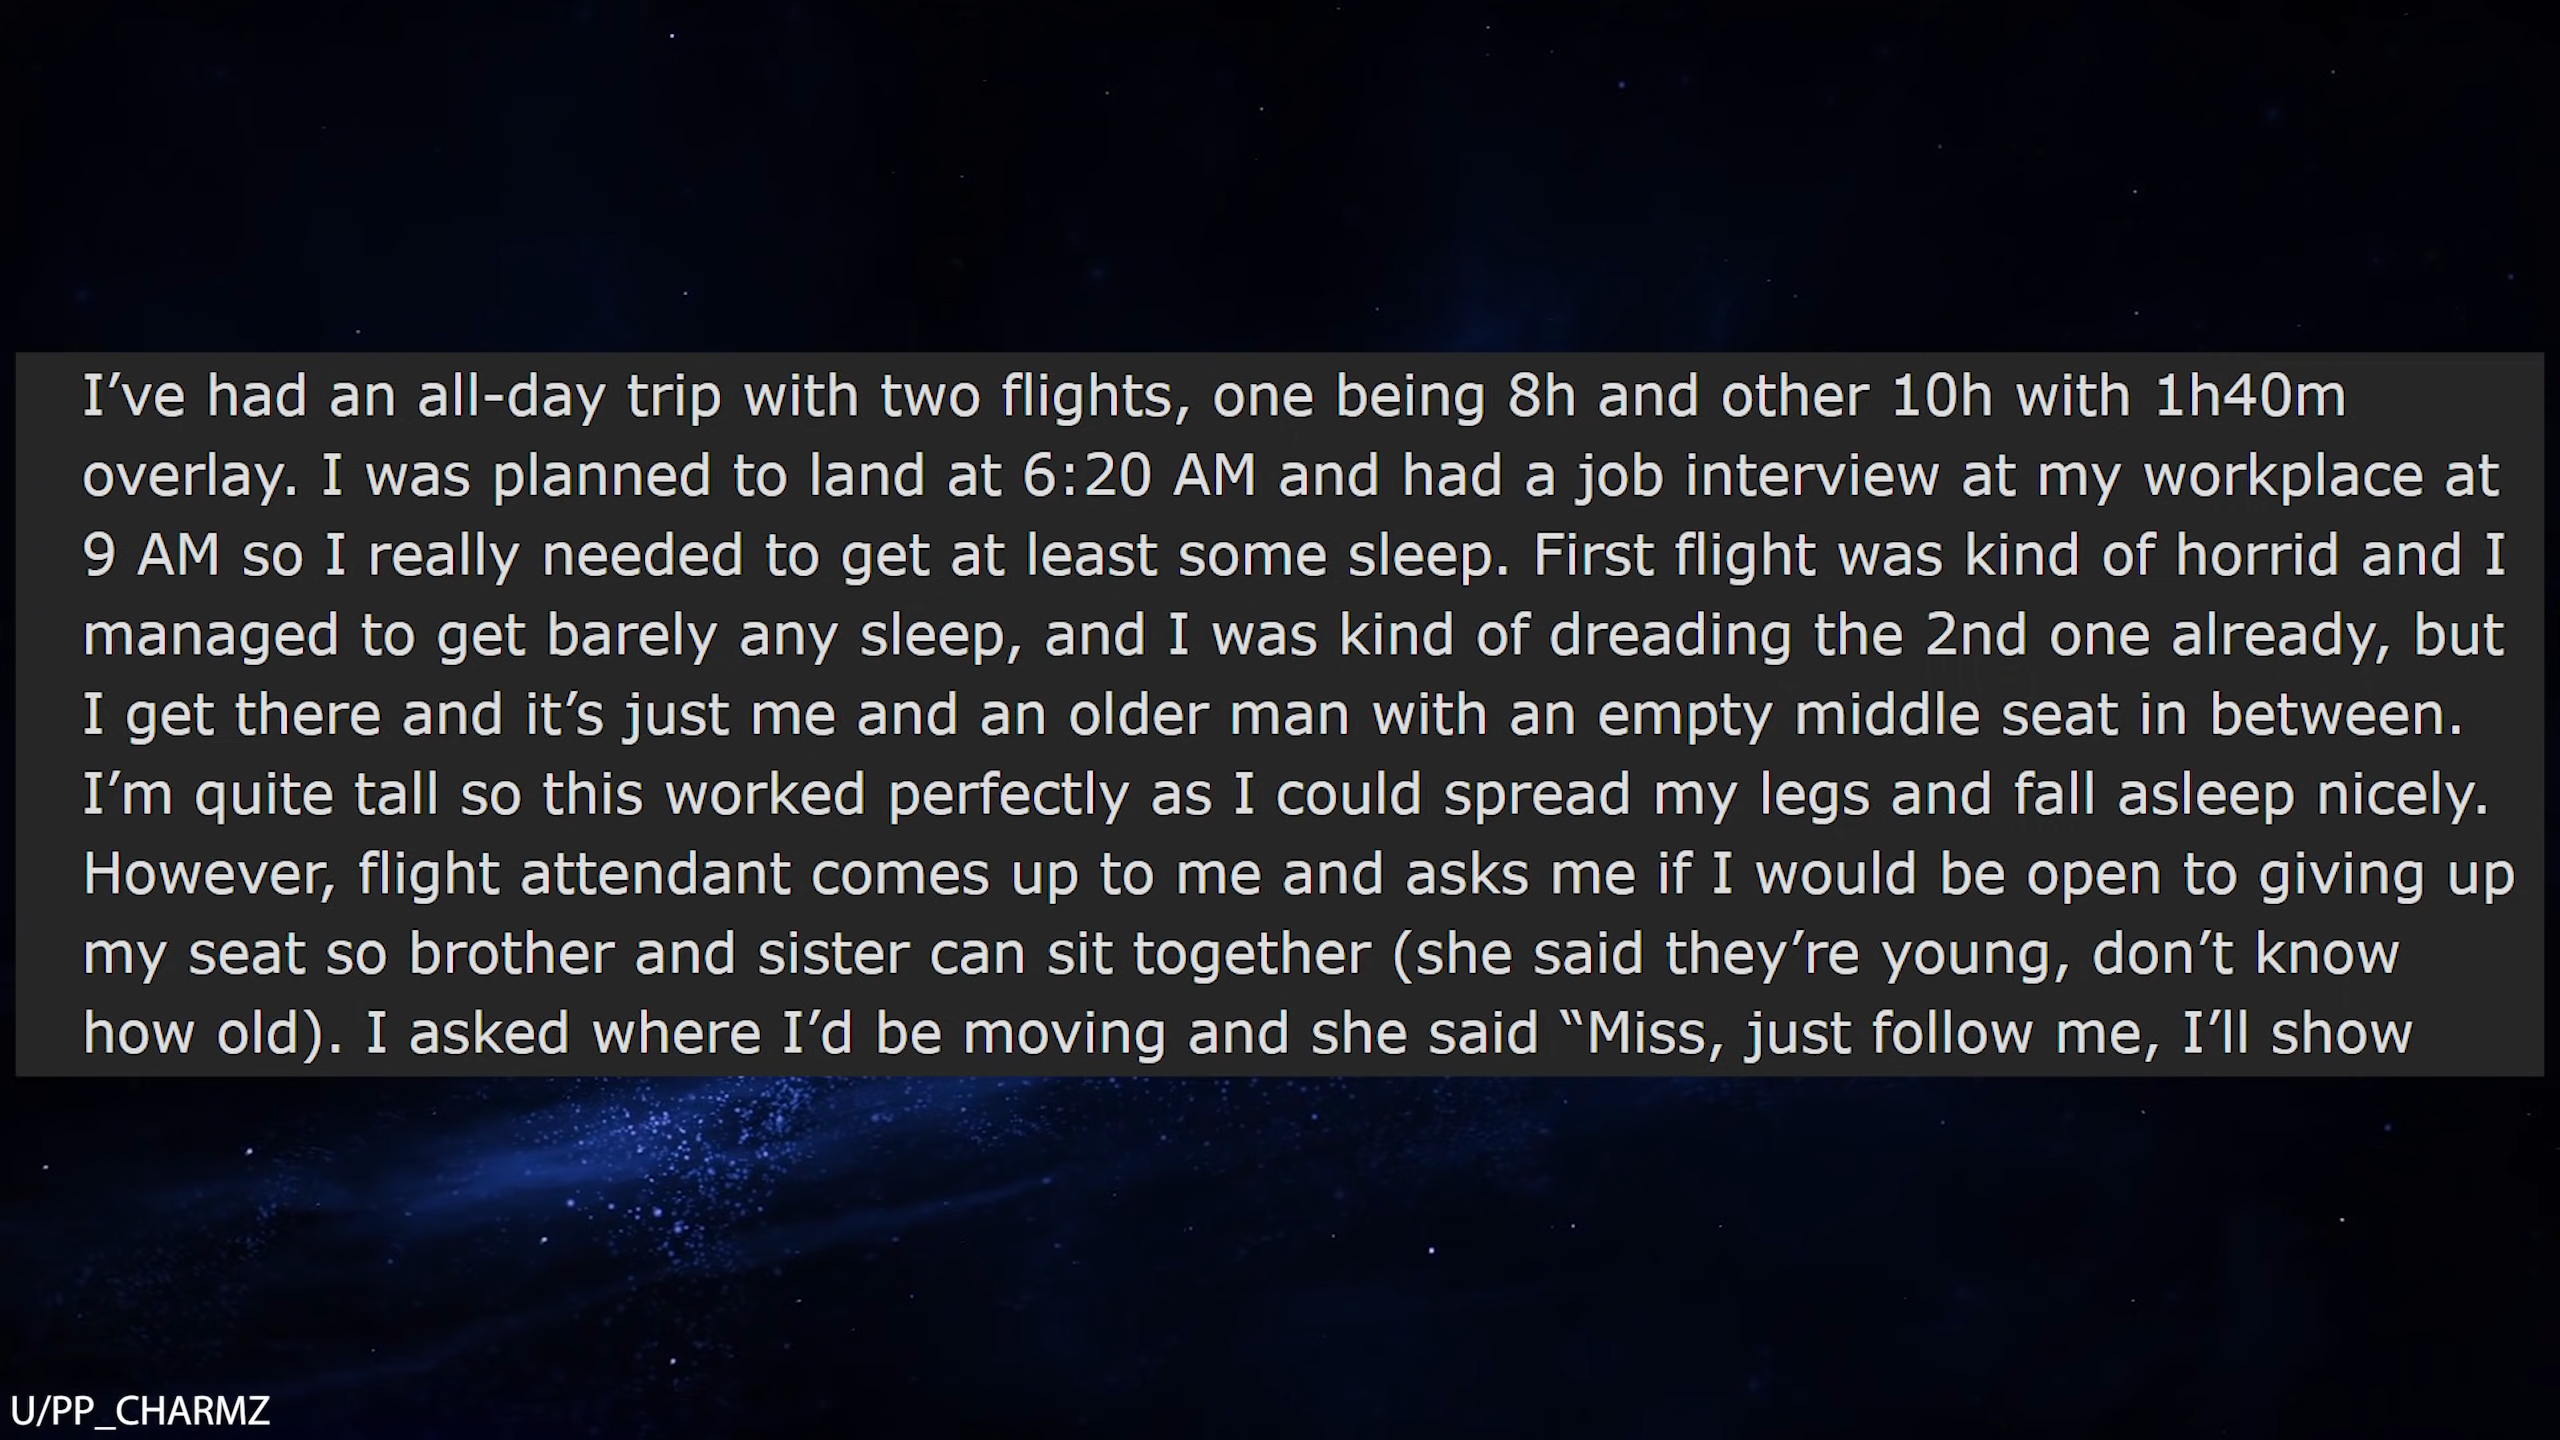 I’ve had an all-day trip with two flights, one being 8h and other 10h with 1h40m
overlay. I was planned to land at 6:20 AM and had a job interview at my workplace at
9 AM so I really needed to get at least some sleep. First flight was kind of horrid and I
managed to get barely any sleep, and I was kind of dreading the 2nd one already, but
I get there and it’s just me and an older man with an empty middle seat in between.
I’m quite tall so this worked perfectly as I could spread my legs and fall asleep nicely.
However, flight attendant comes up to me and asks me if I would be open to giving up
my seat so brother and sister can sit together (she said they’re young, don’t know
how old). I asked where I’d be moving and she said “Miss, just follow me, I’ll show
U/PP_CHARMZ